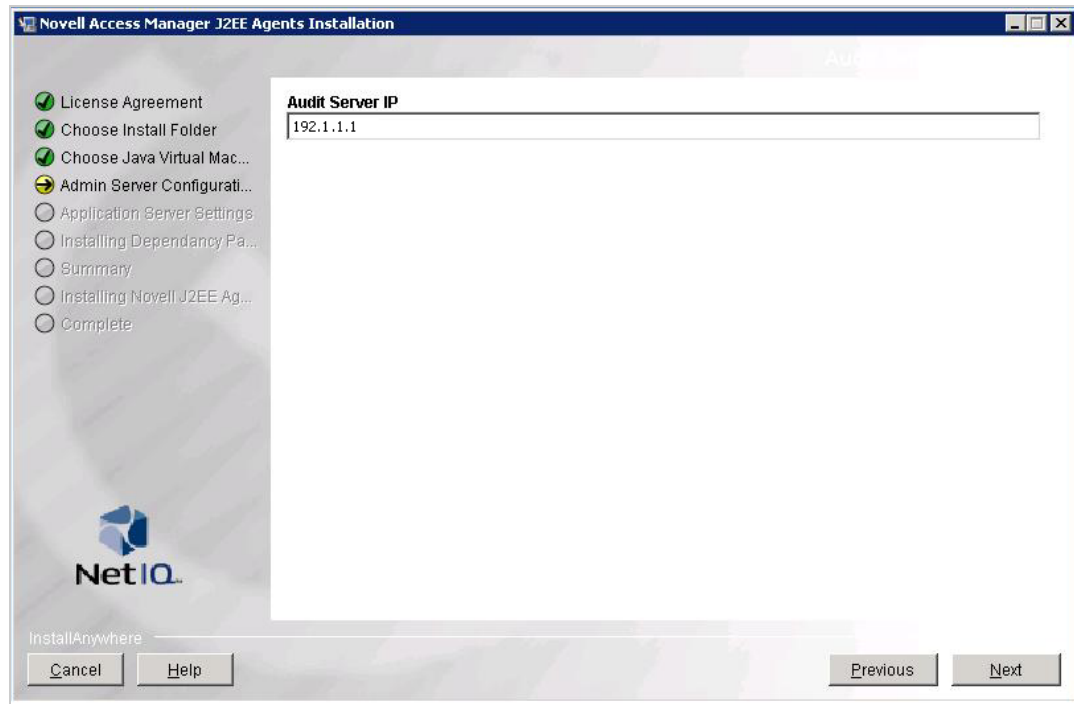 Novell Access Manager J2EE Agents Installation
License Agreement
Choose Install Folder
Choose Java Virtual Mac...
Admin Server Configurati...
Application Server Settings
Installing Dependancy Pa...
Summary
Installing Novell J2EE Ag...
Complete
Audit Server IP
192.1.1.1
NetIQ
InstallAnywhere
Cancel
Help
Previous
Next